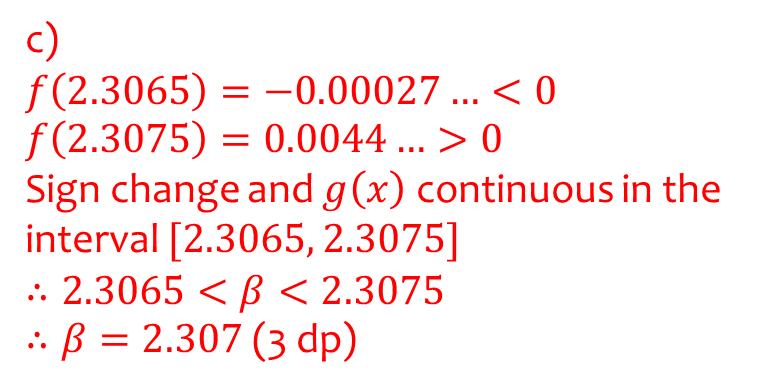 c)
f(2.3065) = −0.00027 ... < 0
f(2.3075) = 0.0044 ... > 0
Sign change and g(x) continuous in the
interval [2.3065, 2.3075]
∴ 2.3065 < β < 2.3075
∴ β = 2.307 (3 dp)